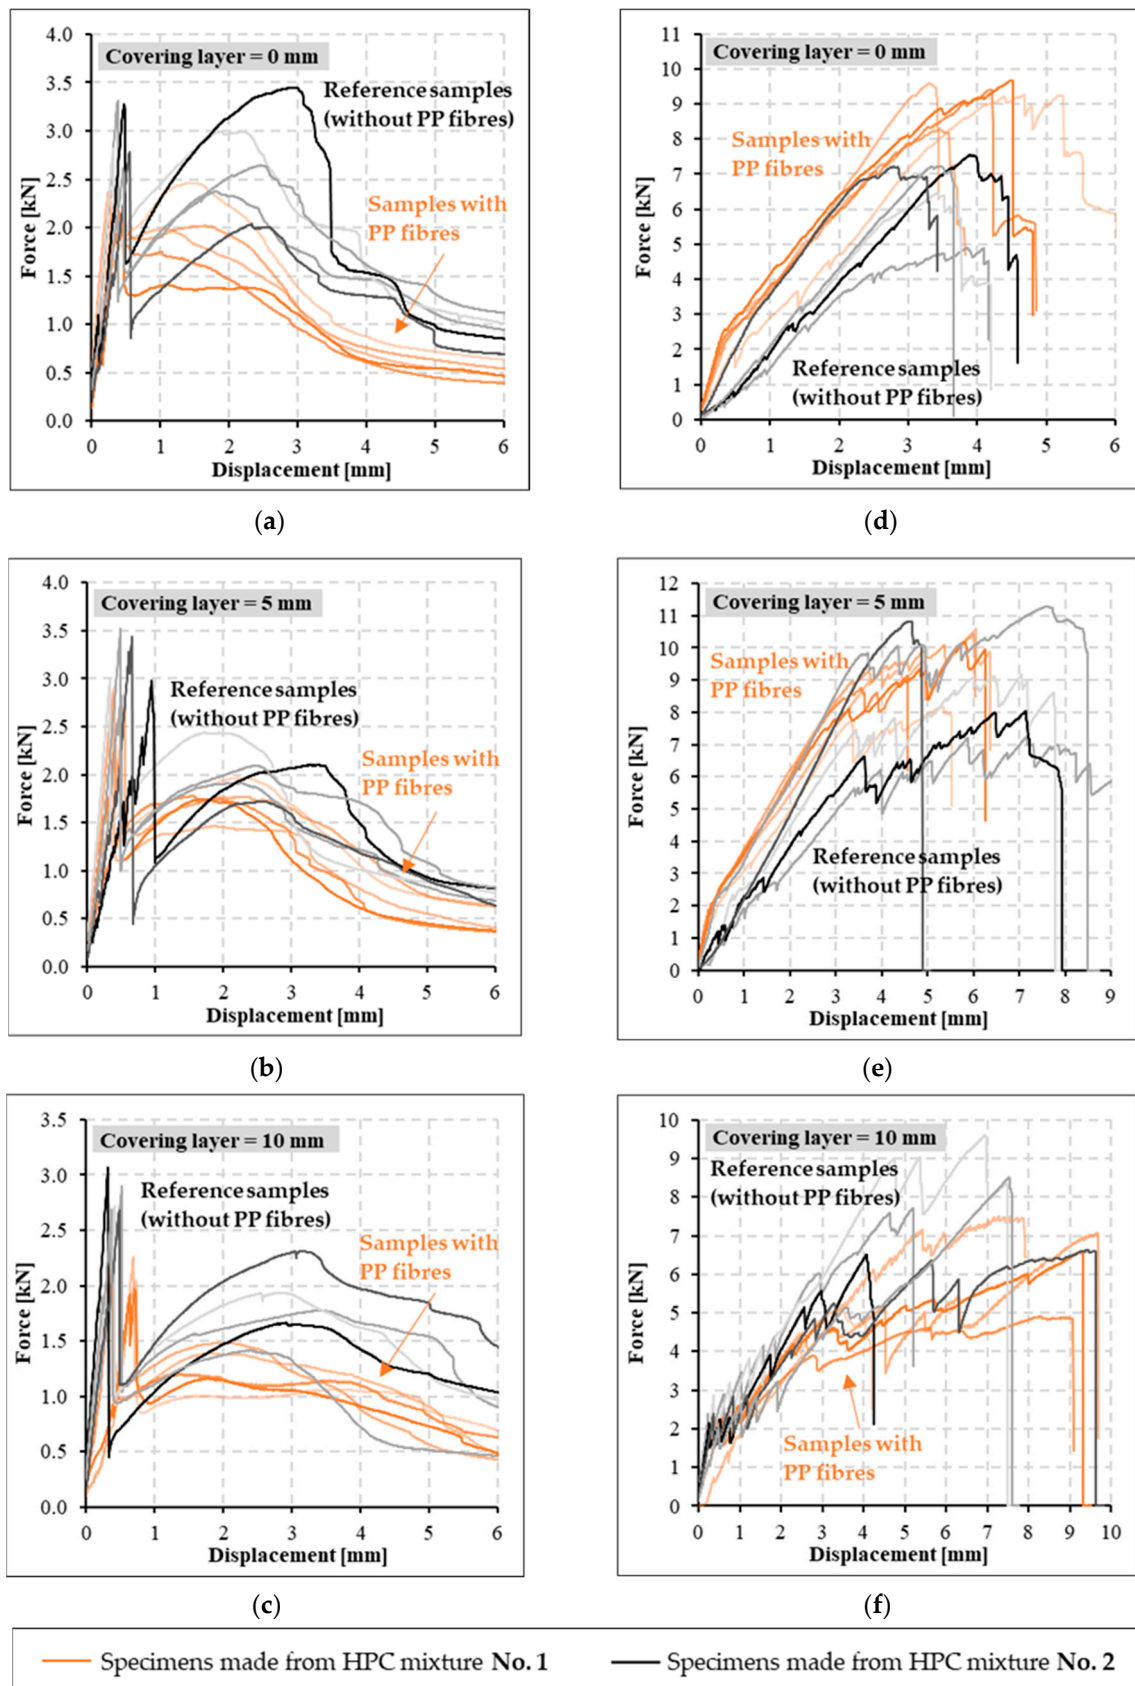 Covering layer = 0 mm
Reference samples
(without PP fibres)
Samples with
PP fibres
Force [kN]
4.0
3.5
3.0
2.5
2.0
1.5
1.0
0.5
0.0
0 1 2 3 4 5 6
Displacement [mm]
(a)
Covering layer = 0 mm
Samples with
PP fibres
Reference samples
(without PP fibres)
Force [kN]
11
10
9
8
7
6
5
4
3
2
1
0
0 1 2 3 4 5 6
Displacement [mm]
(d)
Covering layer = 5 mm
Reference samples
(without PP fibres)
Samples with
PP fibres
Force [kN]
4.0
3.5
3.0
2.5
2.0
1.5
1.0
0.5
0.0
0 1 2 3 4 5 6
Displacement [mm]
(b)
Covering layer = 5 mm
Samples with
PP fibres
Reference samples
(without PP fibres)
Force [kN]
12
11
10
9
8
7
6
5
4
3
2
1
0
0 1 2 3 4 5 6 7 8 9
Displacement [mm]
(e)
Covering layer = 10 mm
Reference samples
(without PP fibres)
Samples with
PP fibres
Force [kN]
3.5
3.0
2.5
2.0
1.5
1.0
0.5
0.0
0 1 2 3 4 5 6
Displacement [mm]
(c)
Covering layer = 10 mm
Reference samples
(without PP fibres)
Samples with
PP fibres
Force [kN]
10
9
8
7
6
5
4
3
2
1
0
0 1 2 3 4 5 6 7 8 9 10
Displacement [mm]
(f)
Specimens made from HPC mixture No. 1
Specimens made from HPC mixture No. 2